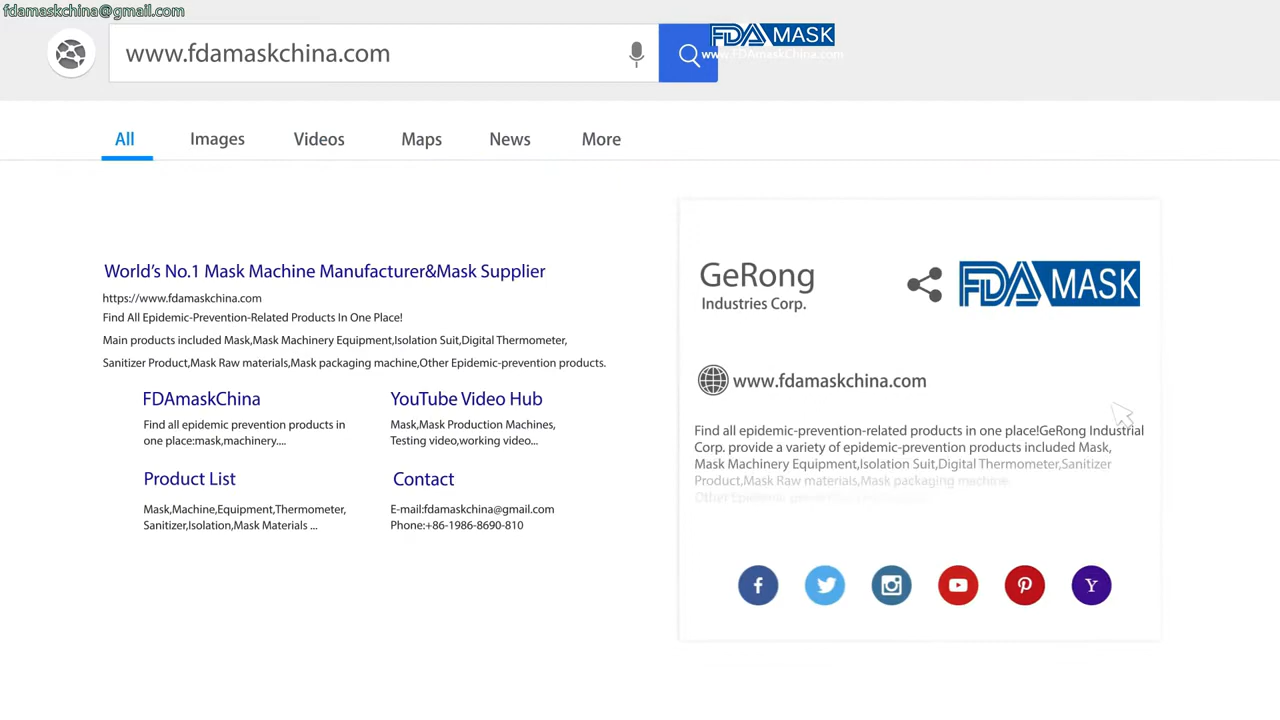 fdamaskchina@gmail.com
www.fdamaskchina.com
FDA MASK
www.FDAmaskChina.com
All Images Videos Maps News More
World's No.1 Mask Machine Manufacturer&Mask Supplier
https://www.fdamaskchina.com
Find All Epidemic-Prevention-Related Products In One Place!
Main products included Mask,Mask Machinery Equipment,Isolation Suit,Digital Thermometer,
Sanitizer Product,Mask Raw materials,Mask packaging machine,Other Epidemic-prevention products.
FDAmaskChina
Find all epidemic prevention products in
one place:mask,machinery....
YouTube Video Hub
Mask,Mask Production Machines,
Testing video,working video...
Product List
Mask,Machine,Equipment,Thermometer,
Sanitizer,Isolation,Mask Materials ...
Contact
E-mail:fdamaskchina@gmail.com
Phone:+86-1986-8690-810
GeRong
Industries Corp.
FDA MASK
www.fdamaskchina.com
Find all epidemic-prevention-related products in one place!GeRong Industrial
Corp. provide a variety of epidemic-prevention products included Mask,
Mask Machinery Equipment,Isolation Suit,Digital Thermometer,Sanitizer
Product,Mask Raw materials,Mask packaging machine
Other Epidemic